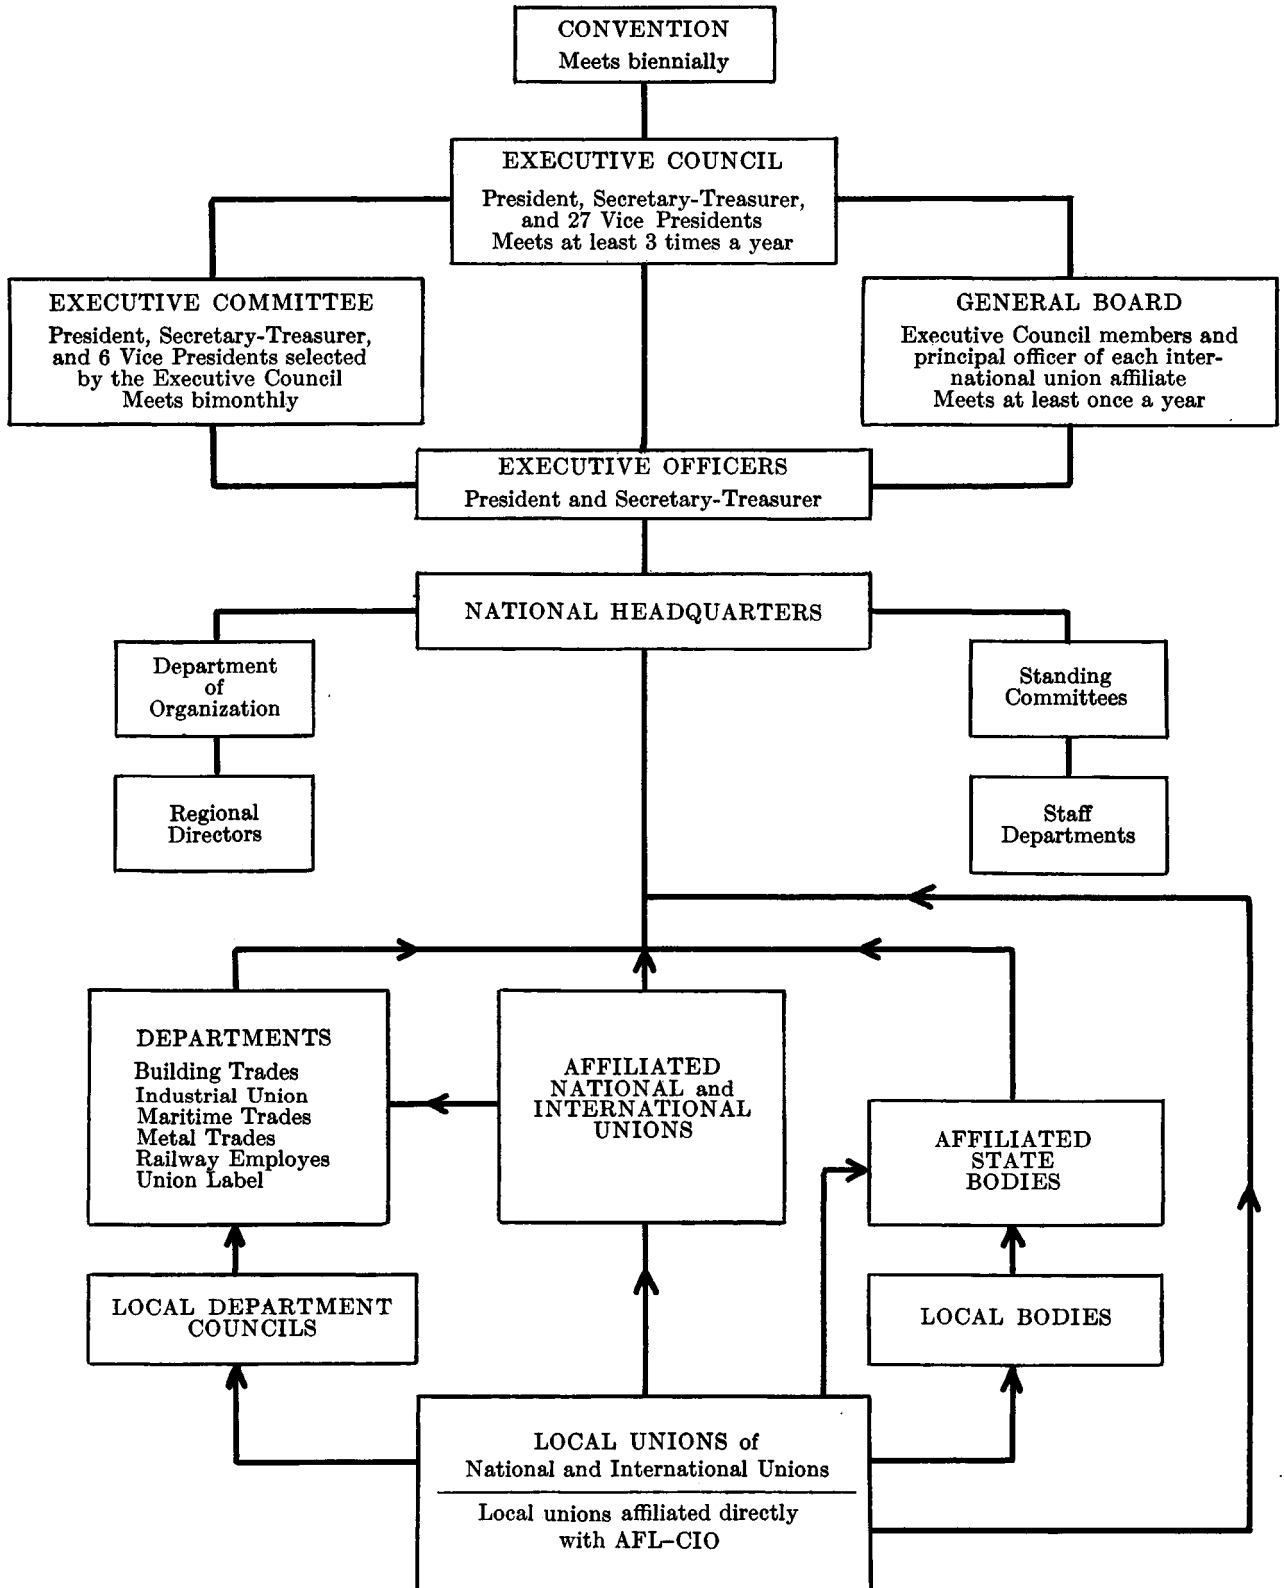 CONVENTION
Meets biennially
EXECUTIVE COUNCIL
President, Secretary-Treasurer,
and 27 Vice Presidents
Meets at least 3 times a year
EXECUTIVE COMMITTEE
President, Secretary-Treasurer,
and 6 Vice Presidents selected
by the Executive Council
Meets bimonthly
GENERAL BOARD
Executive Council members and
principal officer of each inter-
national union affiliate
Meets at least once a year
EXECUTIVE OFFICERS
President and Secretary-Treasurer
NATIONAL HEADQUARTERS
Department
of
Organization
Standing
Committees
Regional
Directors
Staff
Departments
DEPARTMENTS
Building Trades
Industrial Union
Maritime Trades
Metal Trades
Railway Employes
Union Label
AFFILIATED
NATIONAL and
INTERNATIONAL
UNIONS
AFFILIATED
STATE
BODIES
LOCAL DEPARTMENT
COUNCILS
LOCAL BODIES
LOCAL UNIONS of
National and International Unions
Local unions affiliated directly
with AFL–CIO